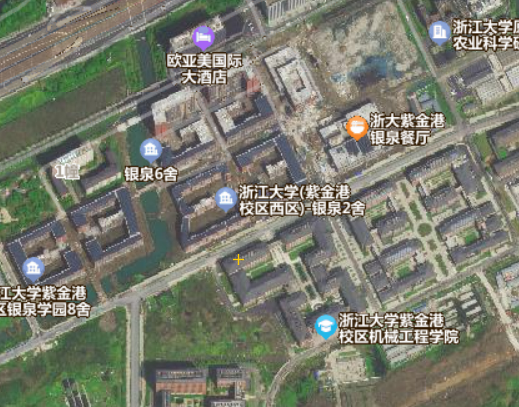 浙江大学
农业科学
欧亚美国际
大酒店
浙大紫金港
银泉餐厅
1幢
银泉6舍
浙江大学(紫金港
校区西区)-银泉2舍
江大学紫金港
区银泉学园8舍
浙江大学紫金港
校区机械工程学院